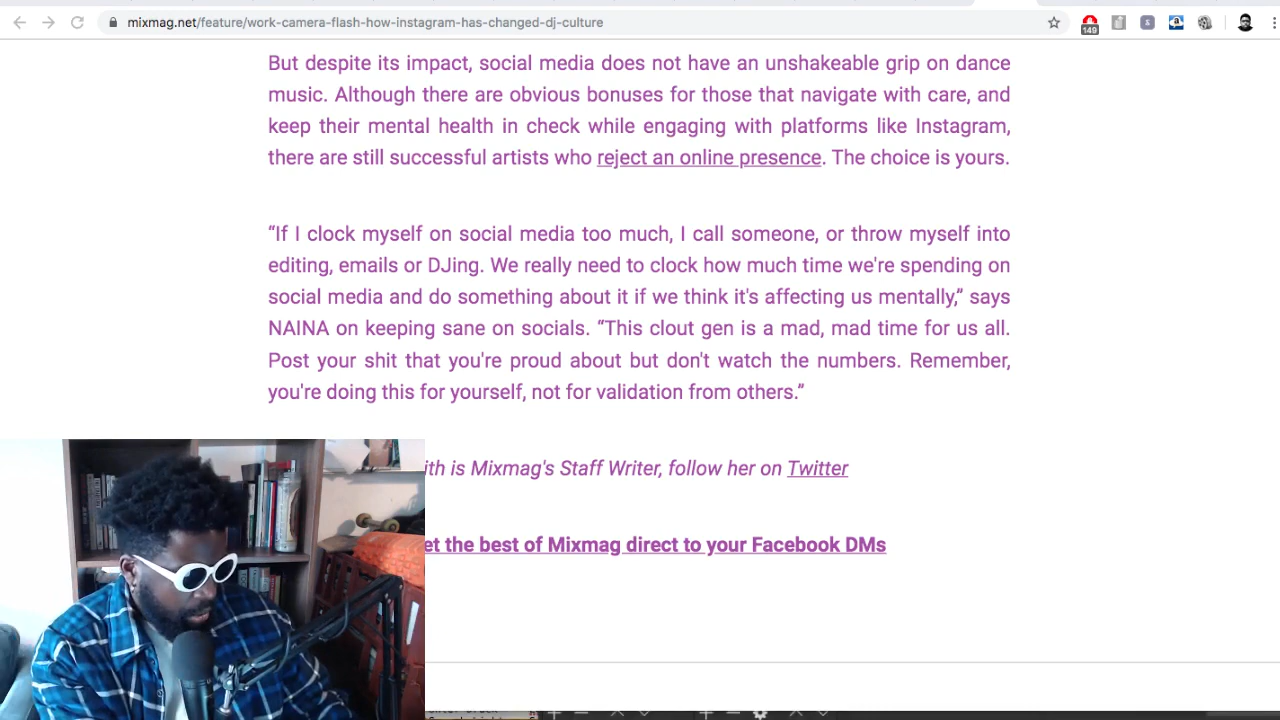 mixmag.net/feature/work-camera-flash-how-instagram-has-changed-dj-culture
149
But despite its impact, social media does not have an unshakeable grip on dance
music. Although there are obvious bonuses for those that navigate with care, and
keep their mental health in check while engaging with platforms like Instagram,
there are still successful artists who reject an online presence. The choice is yours.
“If I clock myself on social media too much, I call someone, or throw myself into
editing, emails or DJing. We really need to clock how much time we're spending on
social media and do something about it if we think it's affecting us mentally,” says
NAINA on keeping sane on socials. “This clout gen is a mad, mad time for us all.
Post your shit that you're proud about but don't watch the numbers. Remember,
you're doing this for yourself, not for validation from others.”
ith is Mixmag's Staff Writer, follow her on Twitter
et the best of Mixmag direct to your Facebook DMs